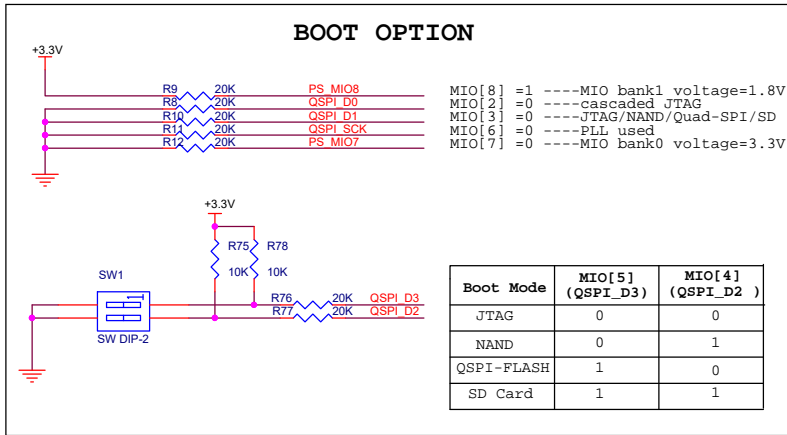 BOOT OPTION
+3.3V
R9 20K PS_MIO8 MIO[8] =1 ----MIO bank1 voltage=1.8V
R8 20K QSPI_D0 MIO[2] =0 ----cascaded JTAG
R10 20K QSPI_D1 MIO[3] =0 ----JTAG/NAND/Quad-SPI/SD
R11 20K QSPI_SCK MIO[6] =0 ----PLL used
R12 20K PS_MIO7 MIO[7] =0 ----MIO bank0 voltage=3.3V
+3.3V
R75 R78
10K 10K
SW1
1
SW DIP-2
R76 20K QSPI_D3
R77 20K QSPI_D2
Boot Mode MIO[5] (QSPI_D3) MIO[4] (QSPI_D2 )
JTAG 0 0
NAND 0 1
QSPI-FLASH 1 0
SD Card 1 1